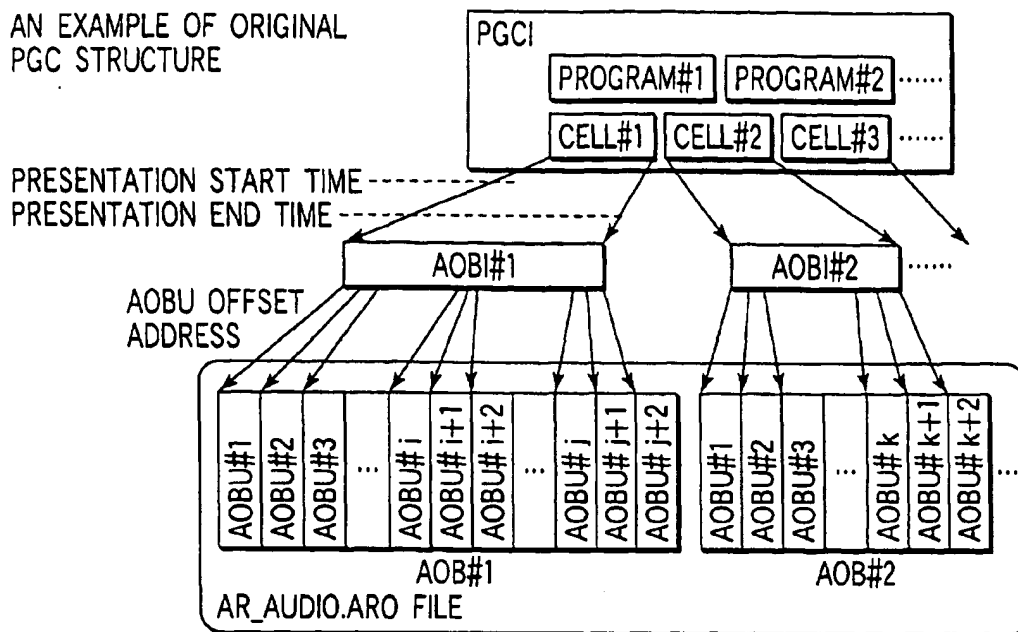 AN EXAMPLE OF ORIGINAL
PGC STRUCTURE
PGCI
PROGRAM#1 PROGRAM#2 ......
CELL#1 CELL#2 CELL#3 ......
PRESENTATION START TIME
PRESENTATION END TIME
AOBI#1 AOBI#2 ......
AOBU OFFSET
ADDRESS
AOBU#1
AOBU#2
AOBU#3
...
AOBU# i
AOBU# i+1
AOBU# i+2
...
AOBU# j
AOBU# j+1
AOBU# j+2
AOBU#1
AOBU#2
AOBU#3
...
AOBU# k
AOBU# k+1
AOBU# k+2
...
AOB#1 AOB#2
AR_AUDIO.ARO FILE